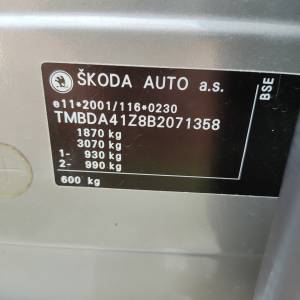 ŠKODA AUTO a.s.
BSE
e11*2001/116*0230
TMBDA41Z8B2071358
1870 kg
3070 kg
1- 930 kg
2- 990 kg
600 kg